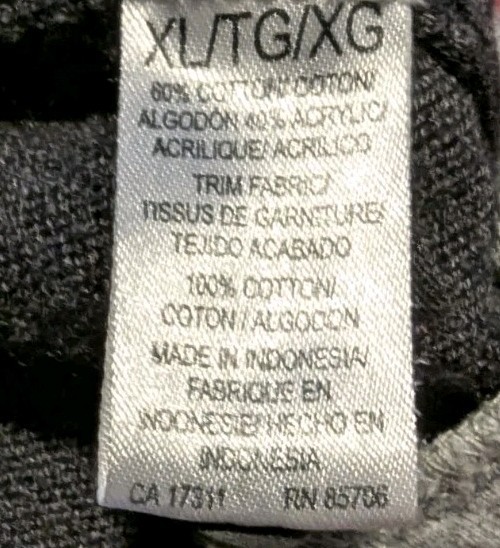 XL/TG/XG
60% COTTON/ COTON/
ALGODON 40% ACRYLIC/
ACRILIQUE/ ACRILICO
TRIM FABRIC/
TISSUS DE GARNITURE/
TEJIDO ACABADO
100% COTTON/
COTON / ALGODON
MADE IN INDONESIA/
FABRIQUE EN
INDONESIE/ HECHO EN
INDONESIA
CA 17311 RN 85706